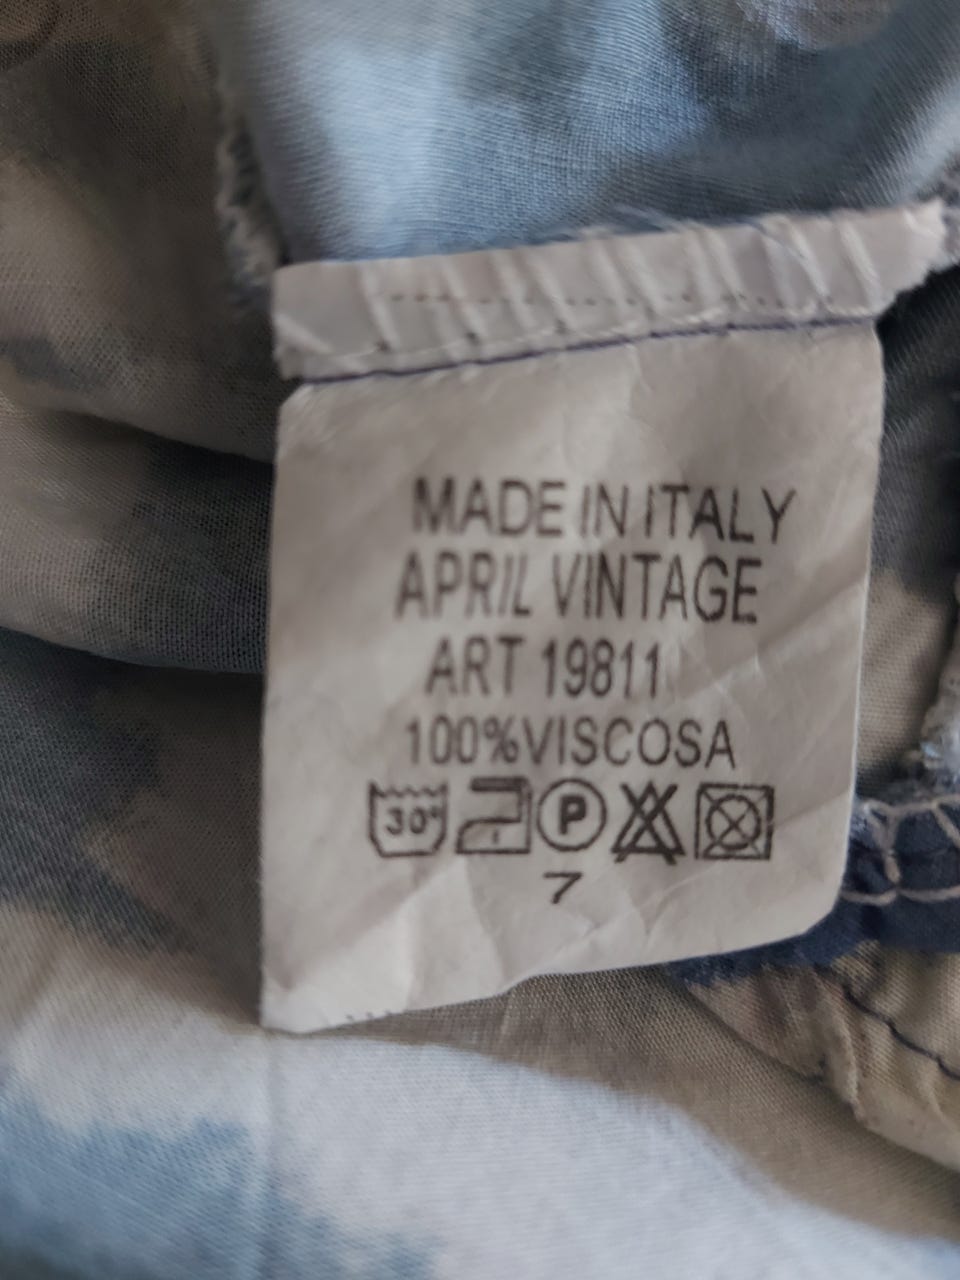 MADE IN ITALY
APRIL VINTAGE
ART 19811
100%VISCOSA
30° P
7